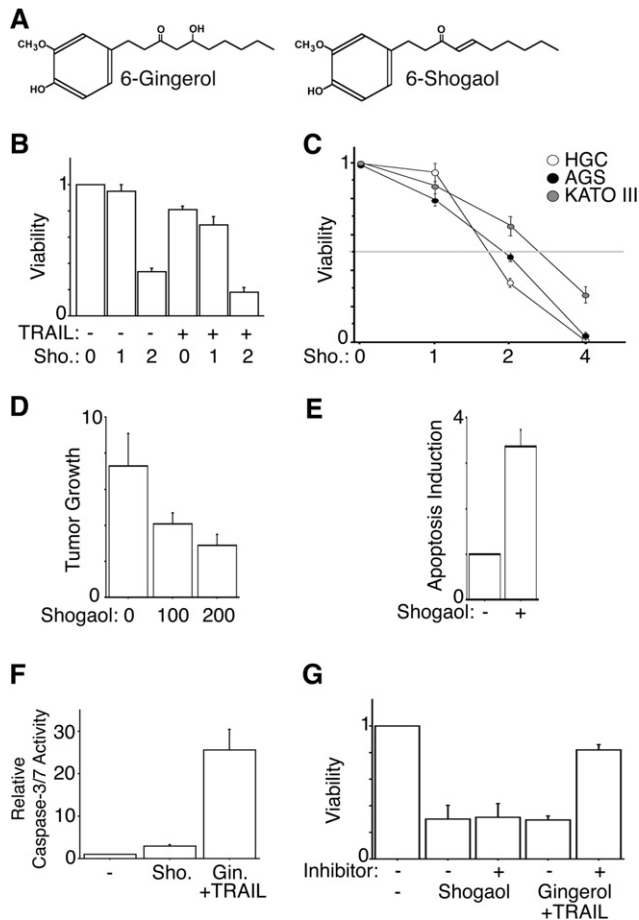 A
CH₃O
O
OH
HO
6-Gingerol
CH₃O
O
HO
6-Shogaol
B
Viability
1
0
TRAIL: - - - + + +
Sho.: 0 1 2 0 1 2
C
Viability
1
0
HGC
AGS
KATO III
Sho.: 0 1 2 4
D
Tumor Growth
10
0
Shogaol: 0 100 200
E
Apoptosis Induction
4
0
Shogaol: - +
F
Relative
Caspase-3/7 Activity
30
20
10
0
- Sho. Gin.
+TRAIL
G
Viability
1
0
Inhibitor: - - + - +
- Shogaol Gingerol
+TRAIL